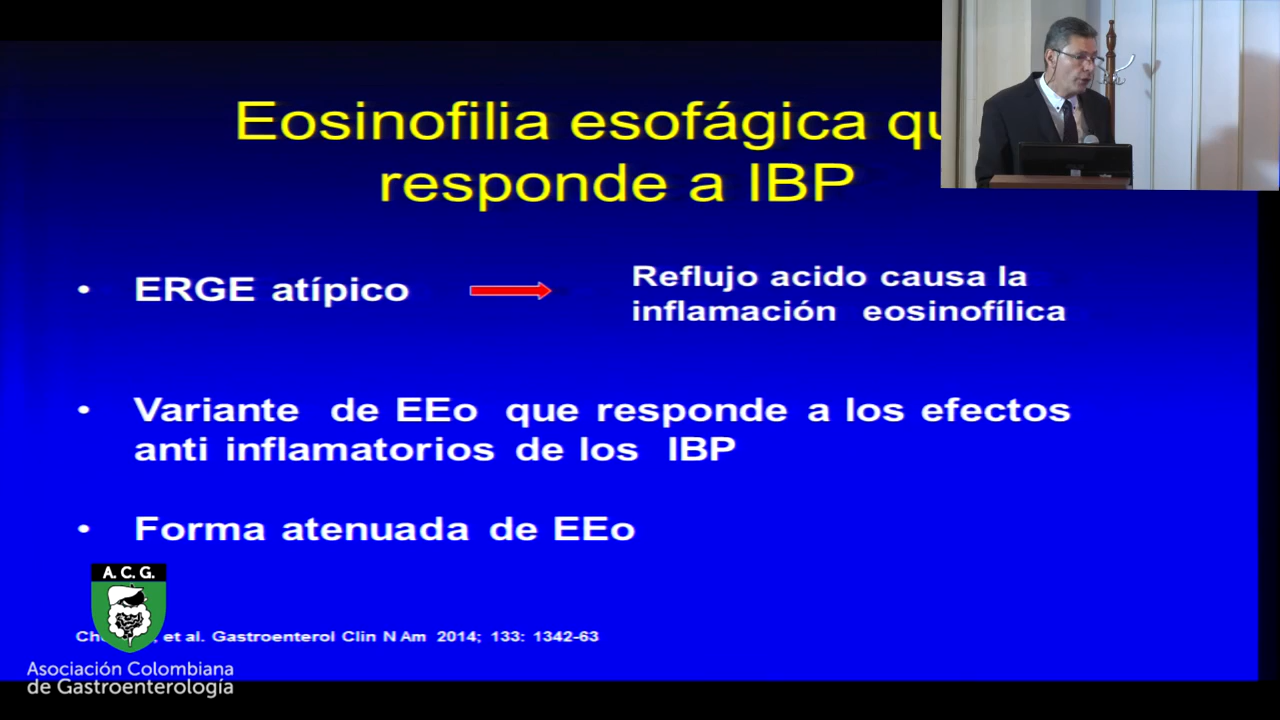 Eosinofilia esofágica
responde a IBP
• ERGE atípico
Reflujo acido causa la
inflamación eosinofílica
• Variante de EEo que responde a los efectos
anti inflamatorios de los IBP
• Forma atenuada de EEo
A. C. G.
et al. Gastroenterol Clin N Am 2014; 133: 1342-63
Asociación Colombiana
de Gastroenterología